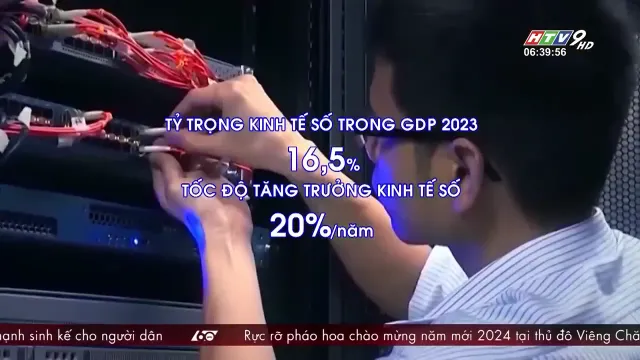 HTV9 HD
06:39:56
TỶ TRỌNG KINH TẾ SỐ TRONG GDP 2023
16,5%
TỐC ĐỘ TĂNG TRƯỞNG KINH TẾ SỐ
20%/năm
ạnh sinh kế cho người dân
Rực rỡ pháo hoa chào mừng năm mới 2024 tại thủ đô Viêng Chă